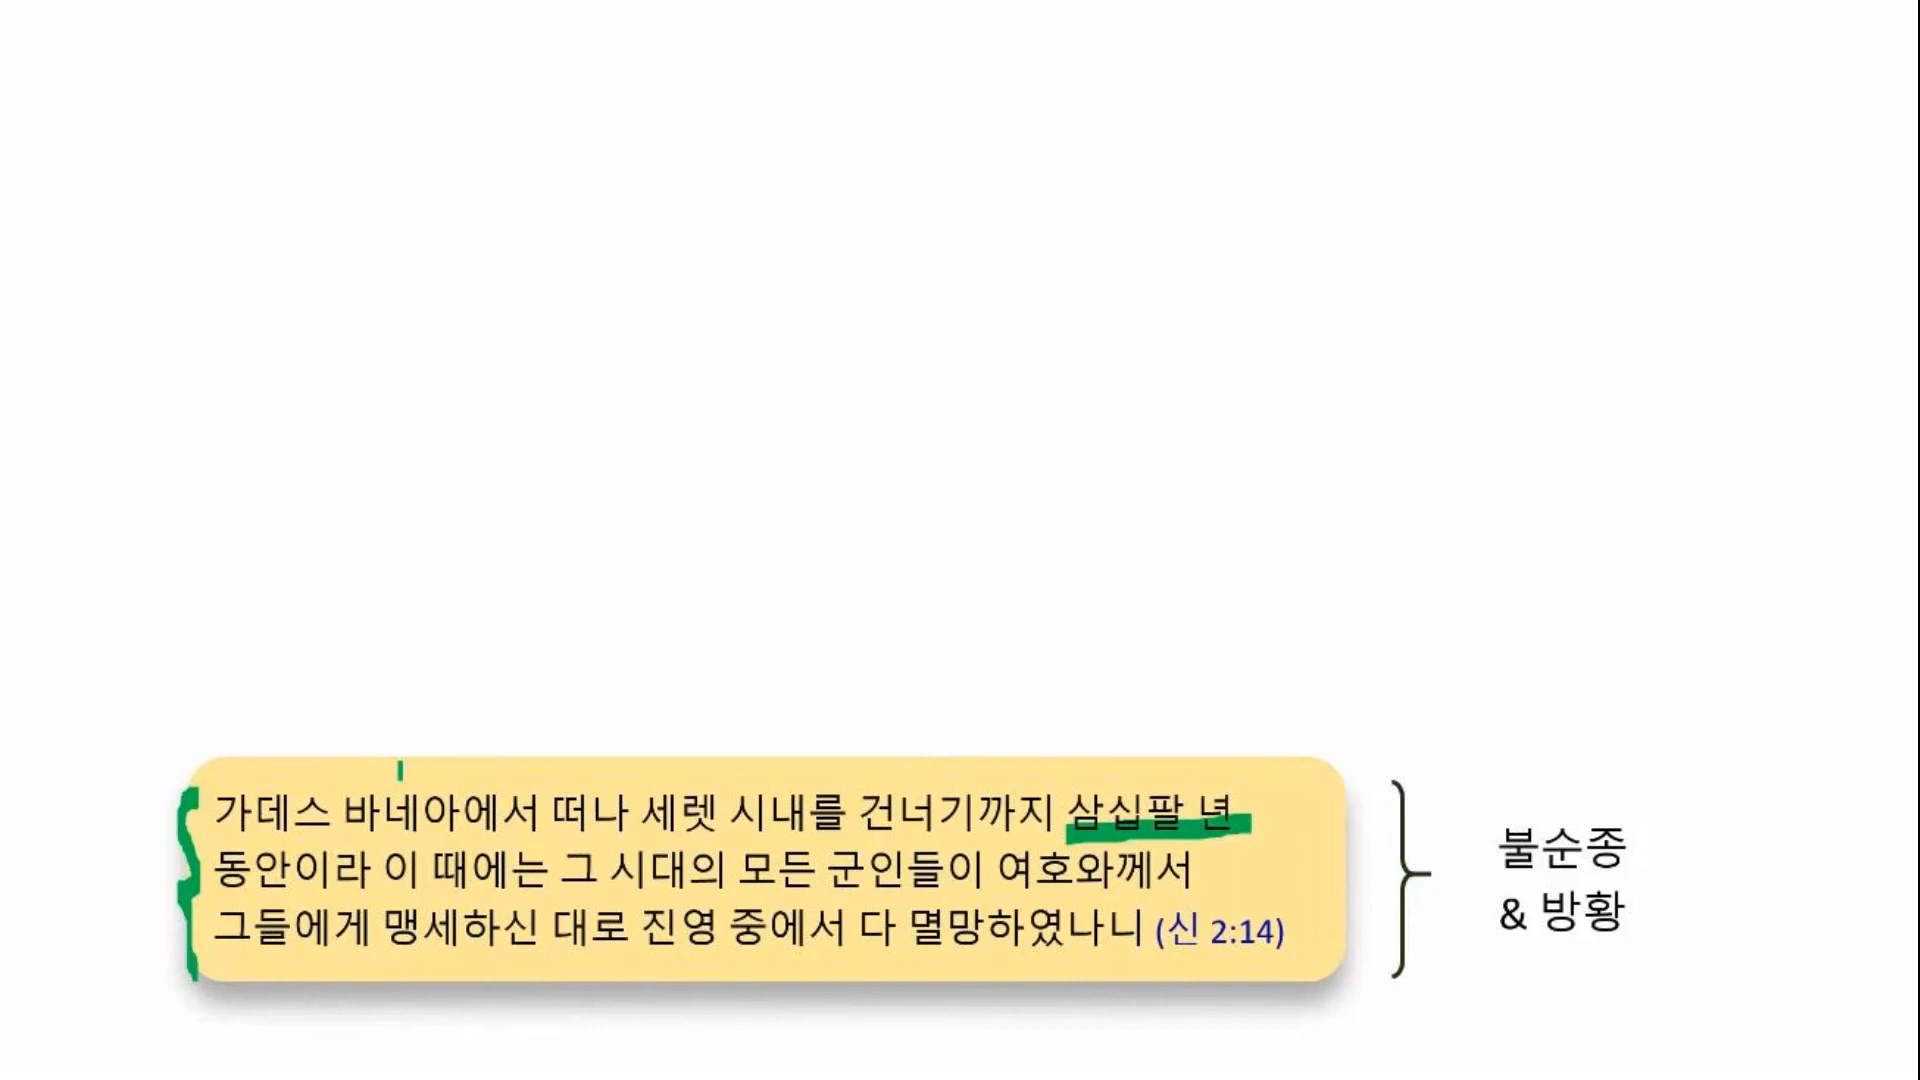 가데스 바네아에서 떠나 세렛 시내를 건너기까지 삼십팔 년
동안이라 이 때에는 그 시대의 모든 군인들이 여호와께서
그들에게 맹세하신 대로 진영 중에서 다 멸망하였나니 (신 2:14)
불순종
& 방황